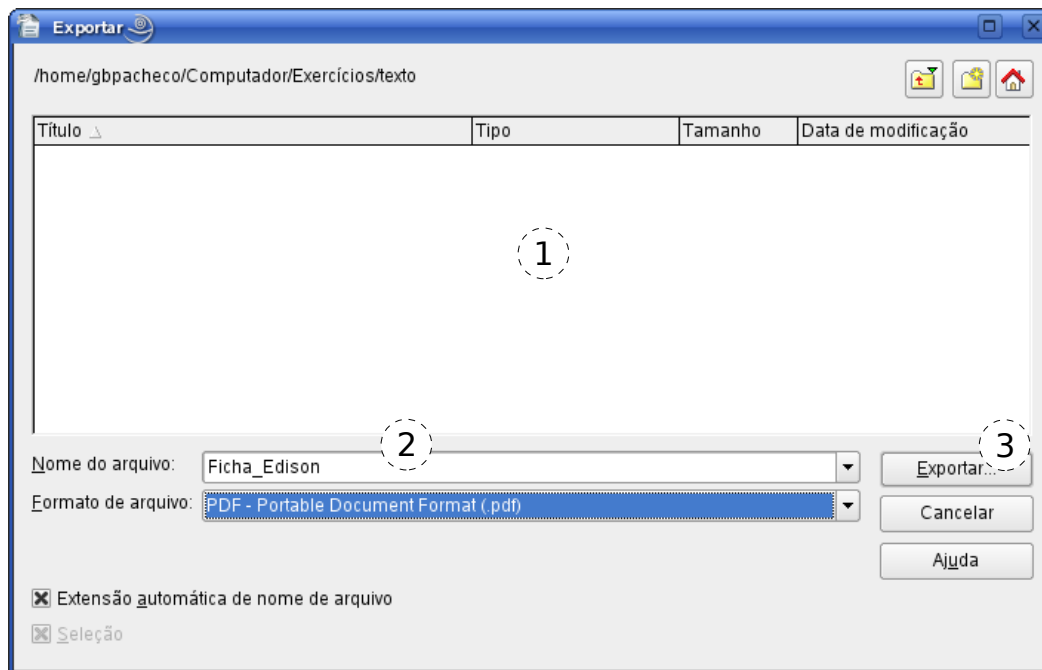 Exportar
/home/gbpacheco/Computador/Exercícios/texto
Título Tipo Tamanho Data de modificação
1
2
3
Nome do arquivo: Ficha_Edison Exportar...
Formato de arquivo: PDF - Portable Document Format (.pdf)
Cancelar
Ajuda
Extensão automática de nome de arquivo
Seleção